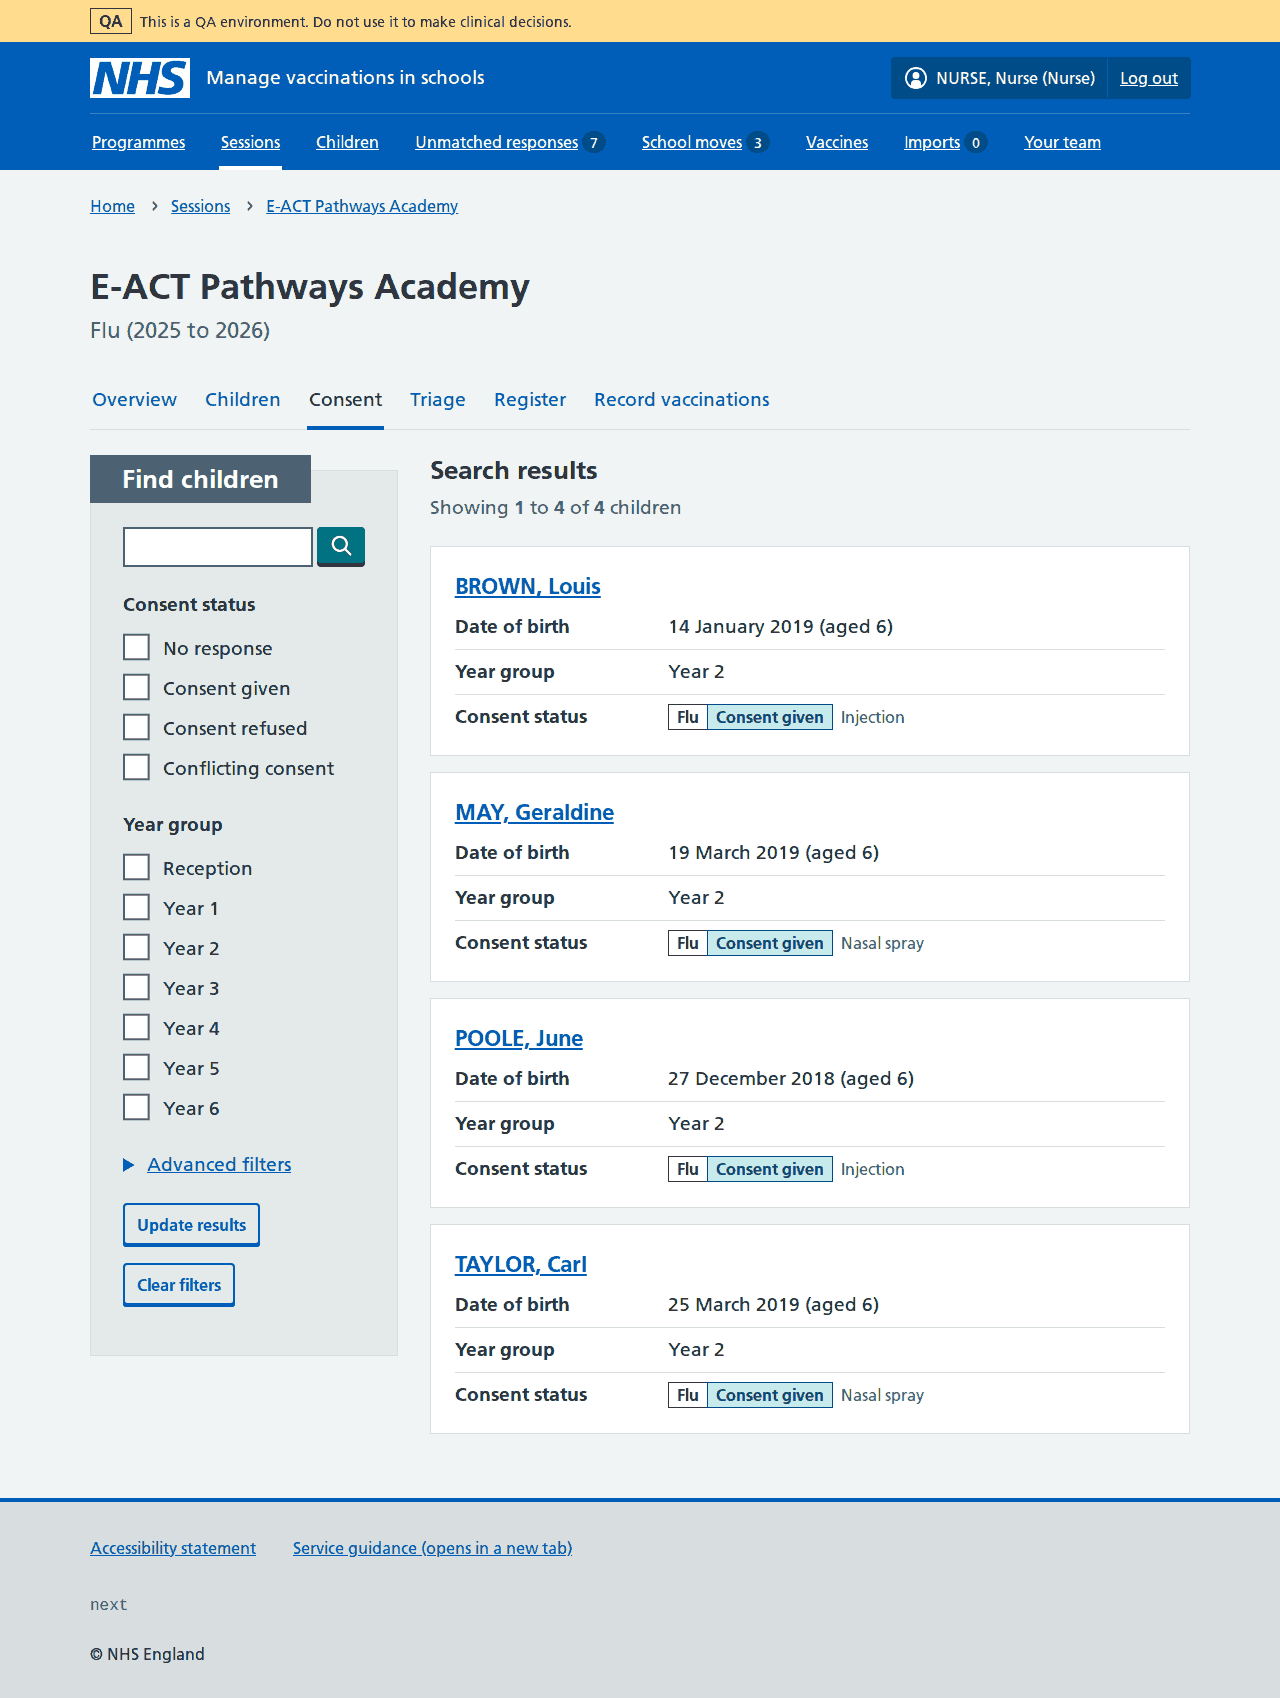 QA This is a QA environment. Do not use it to make clinical decisions.
NHS Manage vaccinations in schools NURSE, Nurse (Nurse) Log out
Programmes Sessions Children Unmatched responses 7 School moves 3 Vaccines Imports 0 Your team
Home > Sessions > E-ACT Pathways Academy
E-ACT Pathways Academy
Flu (2025 to 2026)
Overview Children Consent Triage Register Record vaccinations
Find children
Consent status
No response
Consent given
Consent refused
Conflicting consent
Year group
Reception
Year 1
Year 2
Year 3
Year 4
Year 5
Year 6
Advanced filters
Update results
Clear filters
Search results
Showing 1 to 4 of 4 children
BROWN, Louis
Date of birth 14 January 2019 (aged 6)
Year group Year 2
Consent status Flu Consent given Injection
MAY, Geraldine
Date of birth 19 March 2019 (aged 6)
Year group Year 2
Consent status Flu Consent given Nasal spray
POOLE, June
Date of birth 27 December 2018 (aged 6)
Year group Year 2
Consent status Flu Consent given Injection
TAYLOR, Carl
Date of birth 25 March 2019 (aged 6)
Year group Year 2
Consent status Flu Consent given Nasal spray
Accessibility statement Service guidance (opens in a new tab)
next
© NHS England